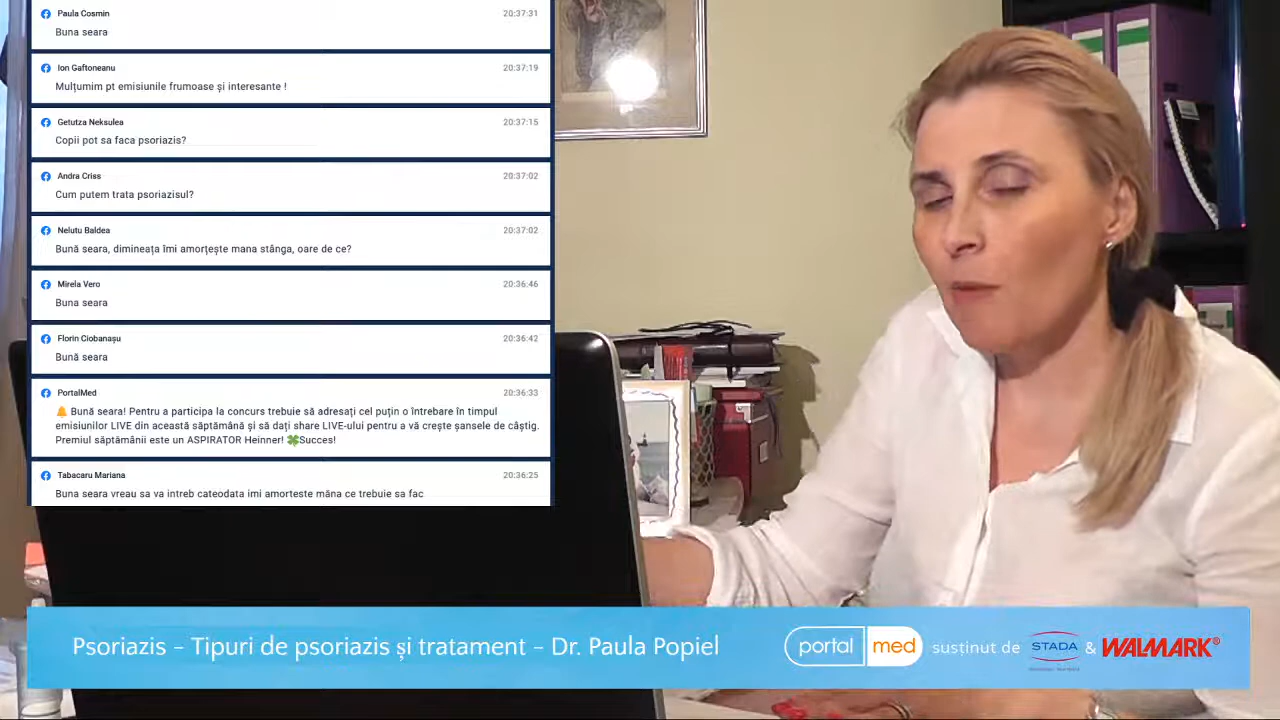 Paula Cosmin 20:37:31
Buna seara
Ion Gaftoneanu 20:37:19
Mulțumim pt emisiunile frumoase și interesante !
Getutza Neksulea 20:37:15
Copii pot sa faca psoriazis?
Andra Criss 20:37:02
Cum putem trata psoriazisul?
Nelutu Baldea 20:37:02
Bună seara, dimineața îmi amorțește mana stânga, oare de ce?
Mirela Vero 20:36:46
Buna seara
Florin Ciobanașu 20:36:42
Bună seara
PortalMed 20:36:33
🔔 Bună seara! Pentru a participa la concurs trebuie să adresați cel puțin o întrebare în timpul
emisiunilor LIVE din această săptămână și să dați share LIVE-ului pentru a vă crește șansele de câștig.
Premiul săptămânii este un ASPIRATOR Heinner! 🍀Succes!
Tabacaru Mariana 20:36:25
Buna seara vreau sa va intreb cateodata imi amorteste măna ce trebuie sa fac
Psoriazis – Tipuri de psoriazis și tratament – Dr. Paula Popiel
portal med susținut de STADA & WALMARK®